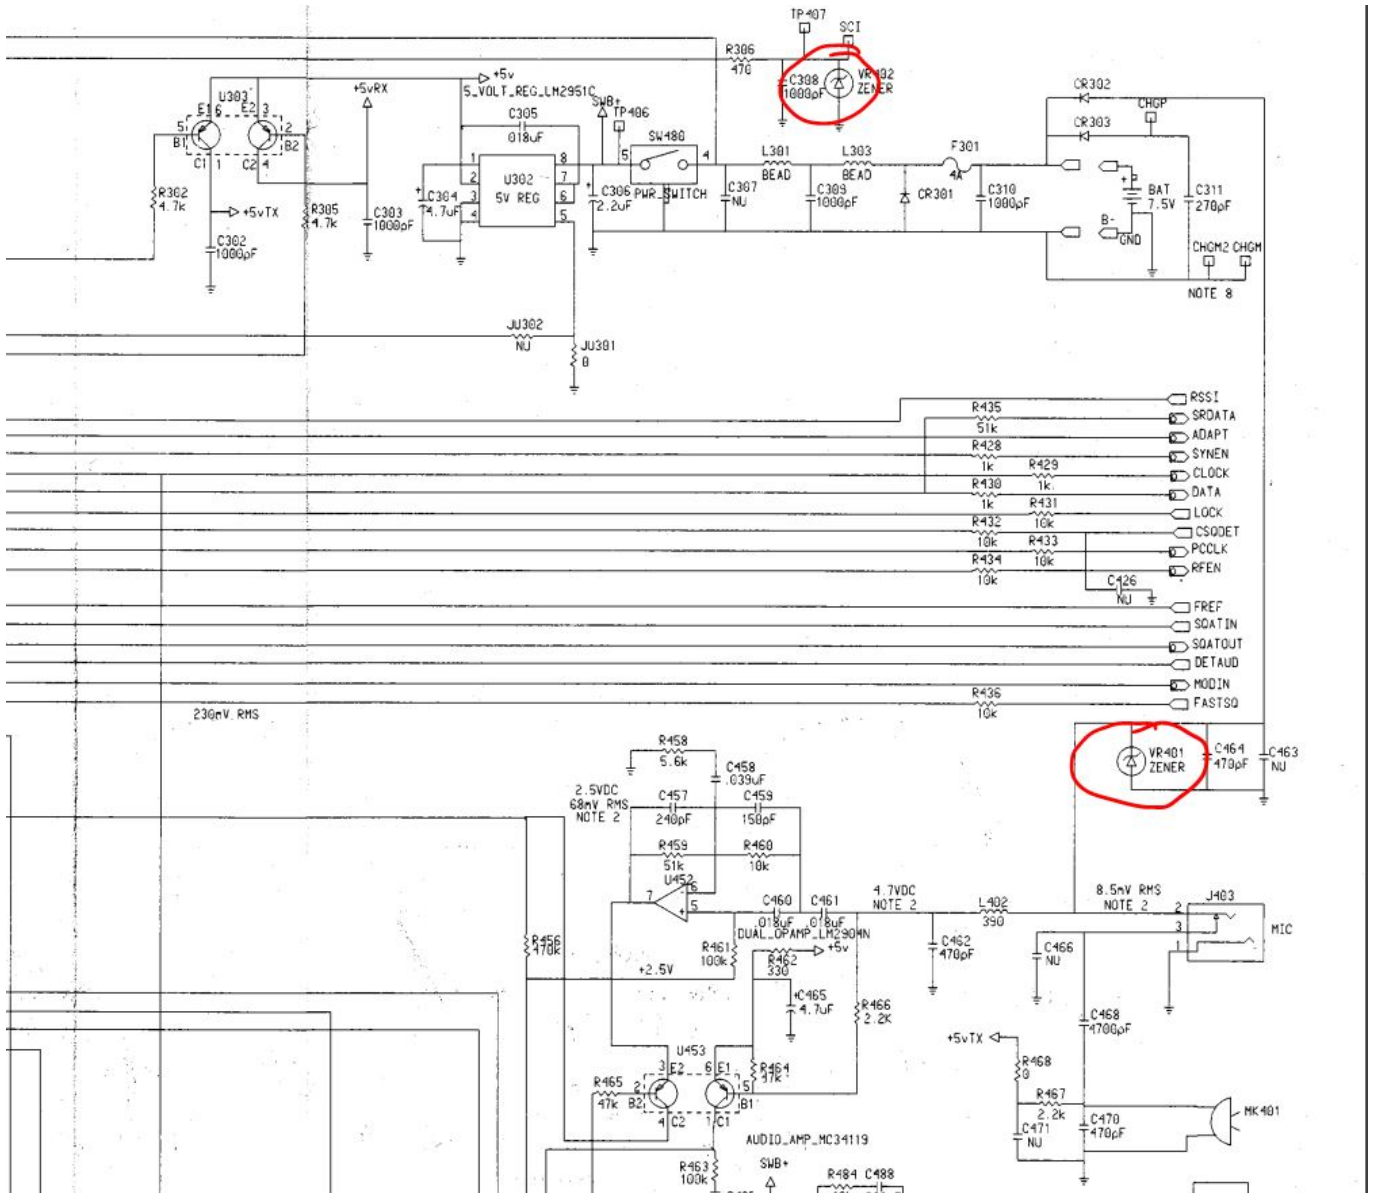 TP407
SCI
R306
470
C308
1000pF
VR402
ZENER
+5v
5_VOLT_REG_LM2951C
+5vRX
U303
E1 6
E2 3
5
B1
2
B2
C1 1
C2 4
C305
.018uF
SWB+
TP406
SW480
5
4
PWR_SWITCH
L301
BEAD
L303
BEAD
F301
4A
CR302
CR303
CHGP
R302
4.7k
+5vTX
R305
4.7k
C302
1000pF
C303
1000pF
C304
4.7uF
1
2
3
4
U302
5V REG
8
7
6
5
C306
2.2uF
C307
NU
C309
1000pF
CR301
C310
1000pF
BAT
7.5V
B-
GND
C311
270pF
CHGM2 CHGM
NOTE 8
JU302
NU
JU301
0
RSSI
R435
51k
SRDATA
ADAPT
R428
1k
SYNEN
R429
1k
CLOCK
R430
1k
DATA
R431
10k
LOCK
R432
10k
CSQDET
R433
10k
PCCLK
R434
10k
RFEN
C426
NU
FREF
SQATIN
SQATOUT
DETAUD
MODIN
R436
10k
FASTSQ
230mV RMS
VR401
ZENER
C464
470pF
C463
NU
R458
5.6k
C458
.039uF
2.5VDC
68mV RMS
NOTE 2
C457
240pF
C459
150pF
R459
51k
R460
10k
U452
7
6
5
C460
.018uF
C461
.018uF
DUAL_OPAMP_LM2904N
4.7VDC
NOTE 2
L402
390
8.5mV RMS
NOTE 2
J403
2
3
1
MIC
R456
470k
R461
100k
R462
330
+5v
C462
470pF
C466
NU
+2.5V
C465
4.7uF
R466
2.2K
C468
4700pF
+5vTX
R468
0
U453
3 E2
6 E1
R465
47k
2
B2
5
B1
R464
47k
4 C2
1 C1
R467
2.2k
C471
NU
C470
470pF
MK401
AUDIO_AMP_MC34119
R463
100k
SWB+
R484 C488